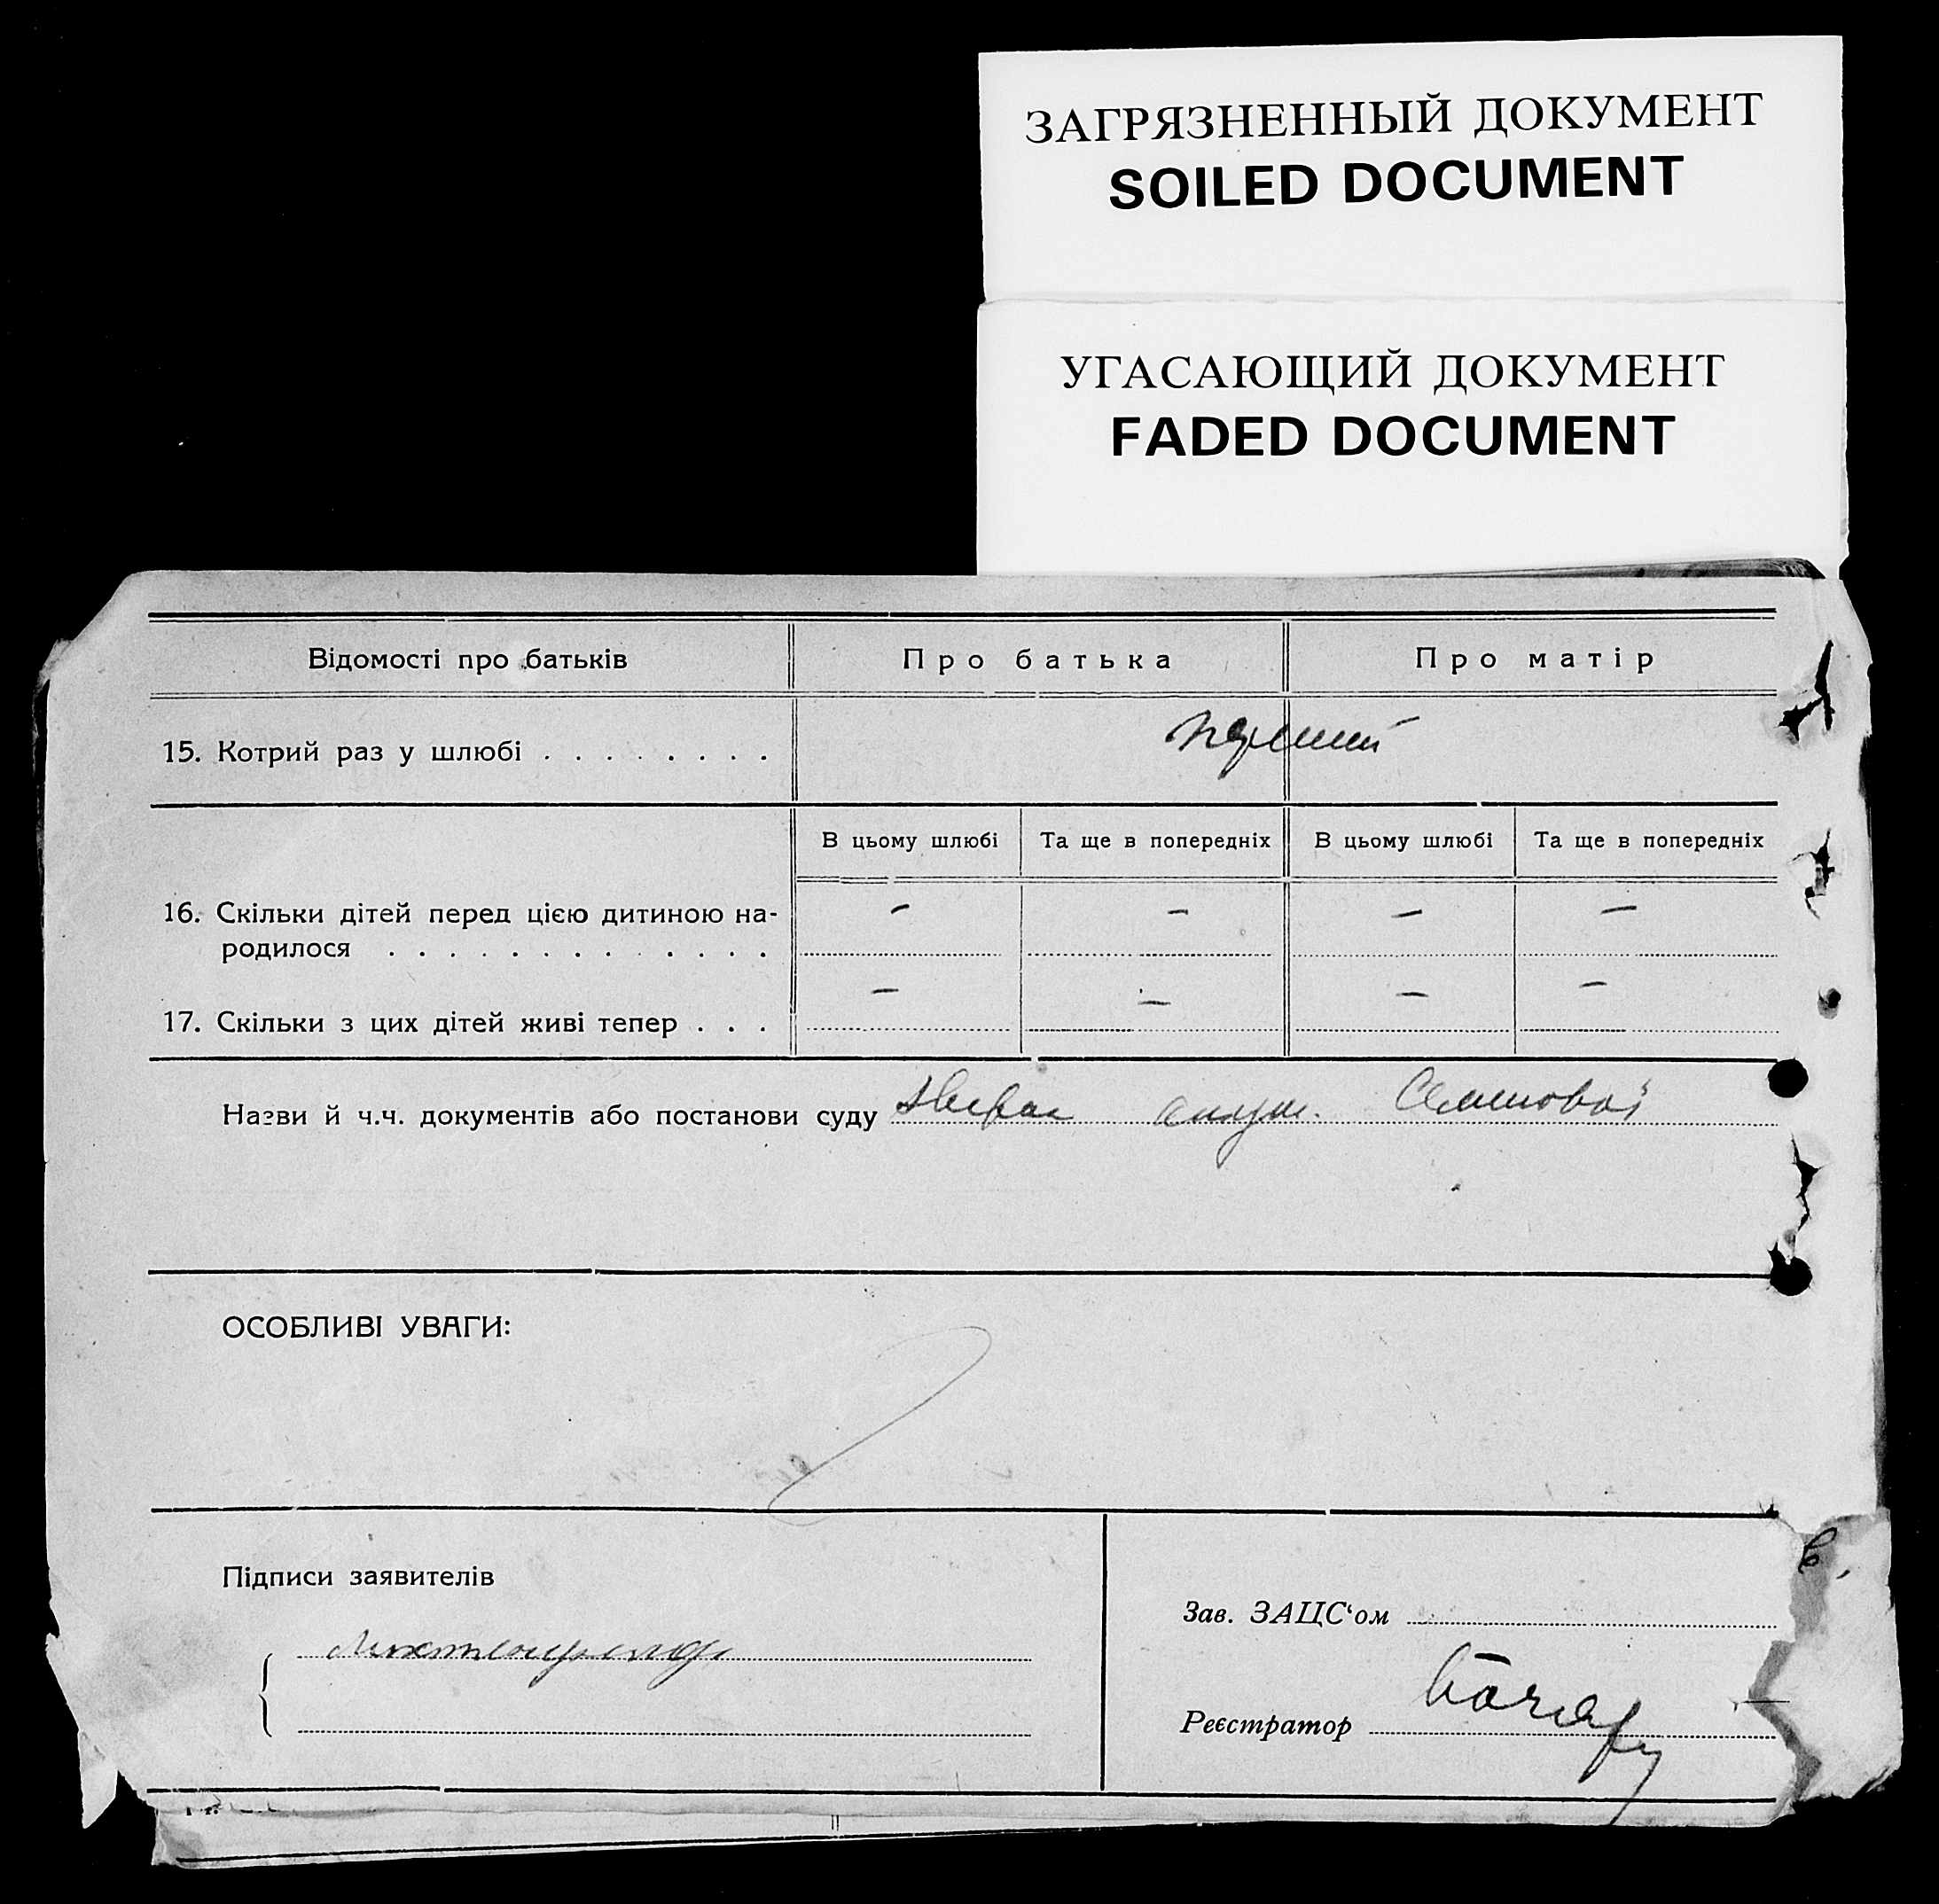 ЗАГРЯЗНЕННЫЙ ДОКУМЕНТ
SOILED DOCUMENT
УГАСАЮЩИЙ ДОКУМЕНТ
FADED DOCUMENT
Відомості про батьків Про батька Про матір
15. Котрий раз у шлюбі . . . . . . . . перший
В цьому шлюбі Та ще в попередніх В цьому шлюбі Та ще в попередніх
16. Скільки дітей перед цією дитиною на- – – – –
родилося . . . . . . . . . . . . .
17. Скільки з цих дітей живі тепер . . . – – – –
Назви й ч.ч. документів або постанови суду
ОСОБЛИВІ УВАГИ:
Підписи заявителів
Зав. ЗАЦС‘ом
Реєстратор